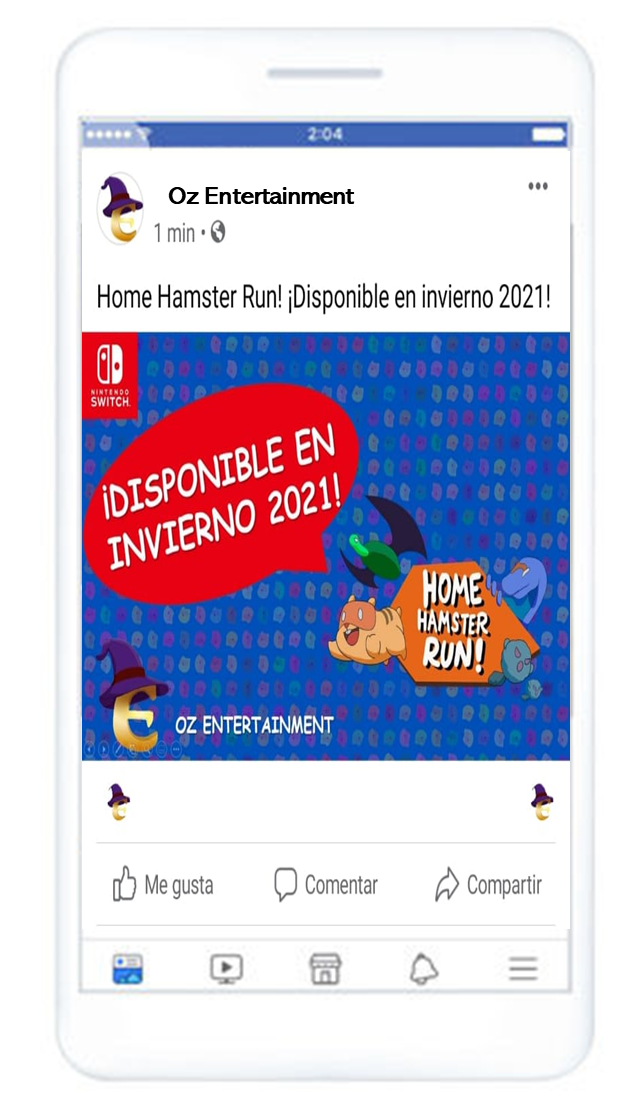 2:04
Oz Entertainment
1 min •
Home Hamster Run! ¡Disponible en invierno 2021!
NINTENDO
SWITCH
¡DISPONIBLE EN
INVIERNO 2021!
HOME
HAMSTER
RUN!
OZ ENTERTAINMENT
Me gusta
Comentar
Compartir